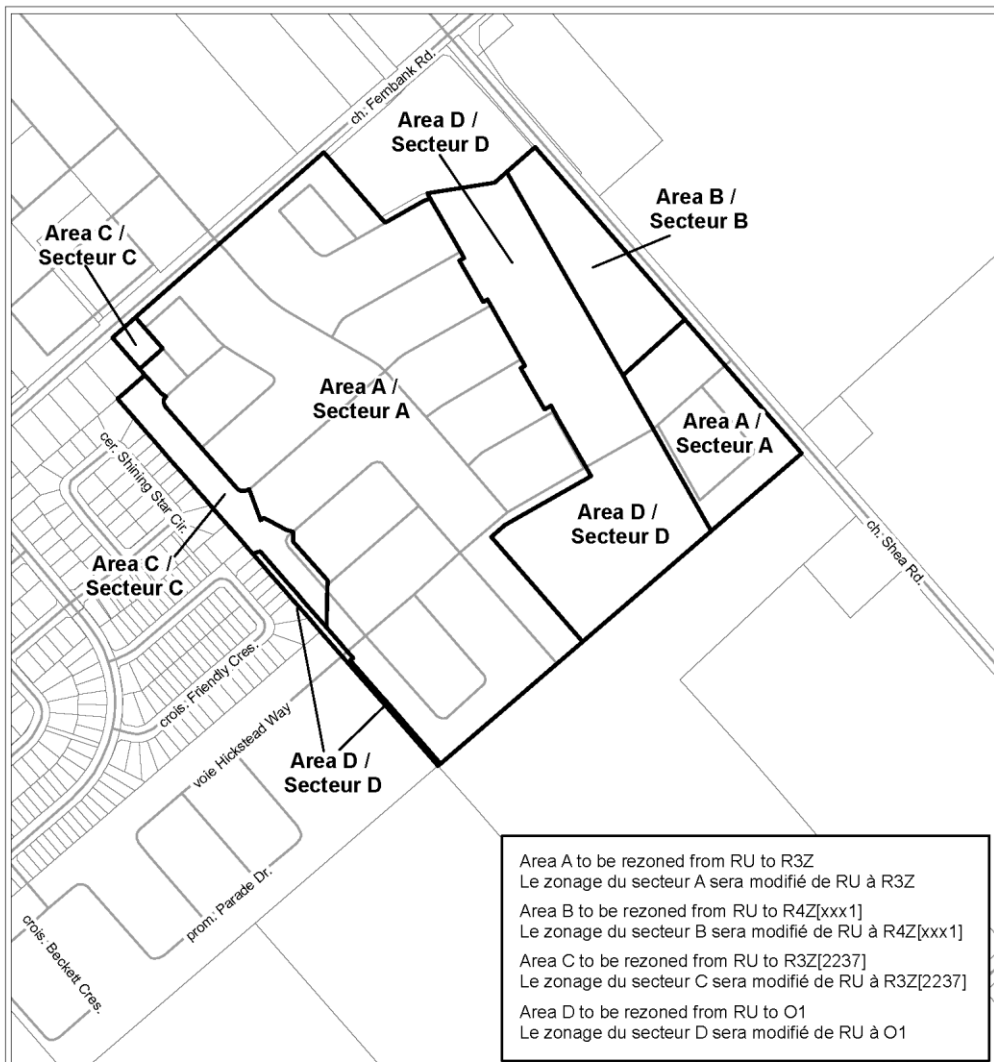 ch. Fernbank Rd.
Area D /
Secteur D
Area B /
Secteur B
Area C /
Secteur C
Area A /
Secteur A
Area A /
Secteur A
cer. Shining Star Cir.
Area D /
Secteur D
ch. Shea Rd.
Area C /
Secteur C
crois. Friendly Cres.
voie Hickstead Way
Area D /
Secteur D
prom. Parade Dr.
crois. Beckett Cres.
Area A to be rezoned from RU to R3Z
Le zonage du secteur A sera modifié de RU à R3Z
Area B to be rezoned from RU to R4Z[xxx1]
Le zonage du secteur B sera modifié de RU à R4Z[xxx1]
Area C to be rezoned from RU to R3Z[2237]
Le zonage du secteur C sera modifié de RU à R3Z[2237]
Area D to be rezoned from RU to O1
Le zonage du secteur D sera modifié de RU à O1